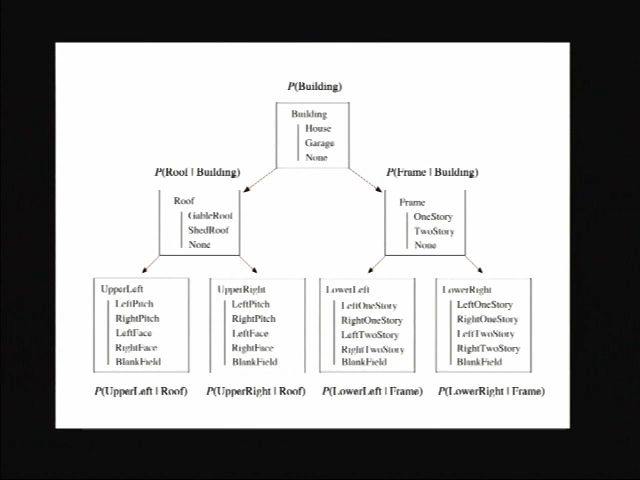 P(Building)
Building
House
Garage
None
P(Roof | Building)
P(Frame | Building)
Roof
GableRoof
ShedRoof
None
Frame
OneStory
TwoStory
None
UpperLeft
LeftPitch
RightPitch
LeftFace
RightFace
BlankField
UpperRight
LeftPitch
RightPitch
LeftFace
RightFace
BlankField
LowerLeft
LeftOneStory
RightOneStory
LeftTwoStory
RightTwoStory
BlankField
LowerRight
LeftOneStory
RightOneStory
LeftTwoStory
RightTwoStory
BlankField
P(UpperLeft | Roof)
P(UpperRight | Roof)
P(LowerLeft | Frame)
P(LowerRight | Frame)